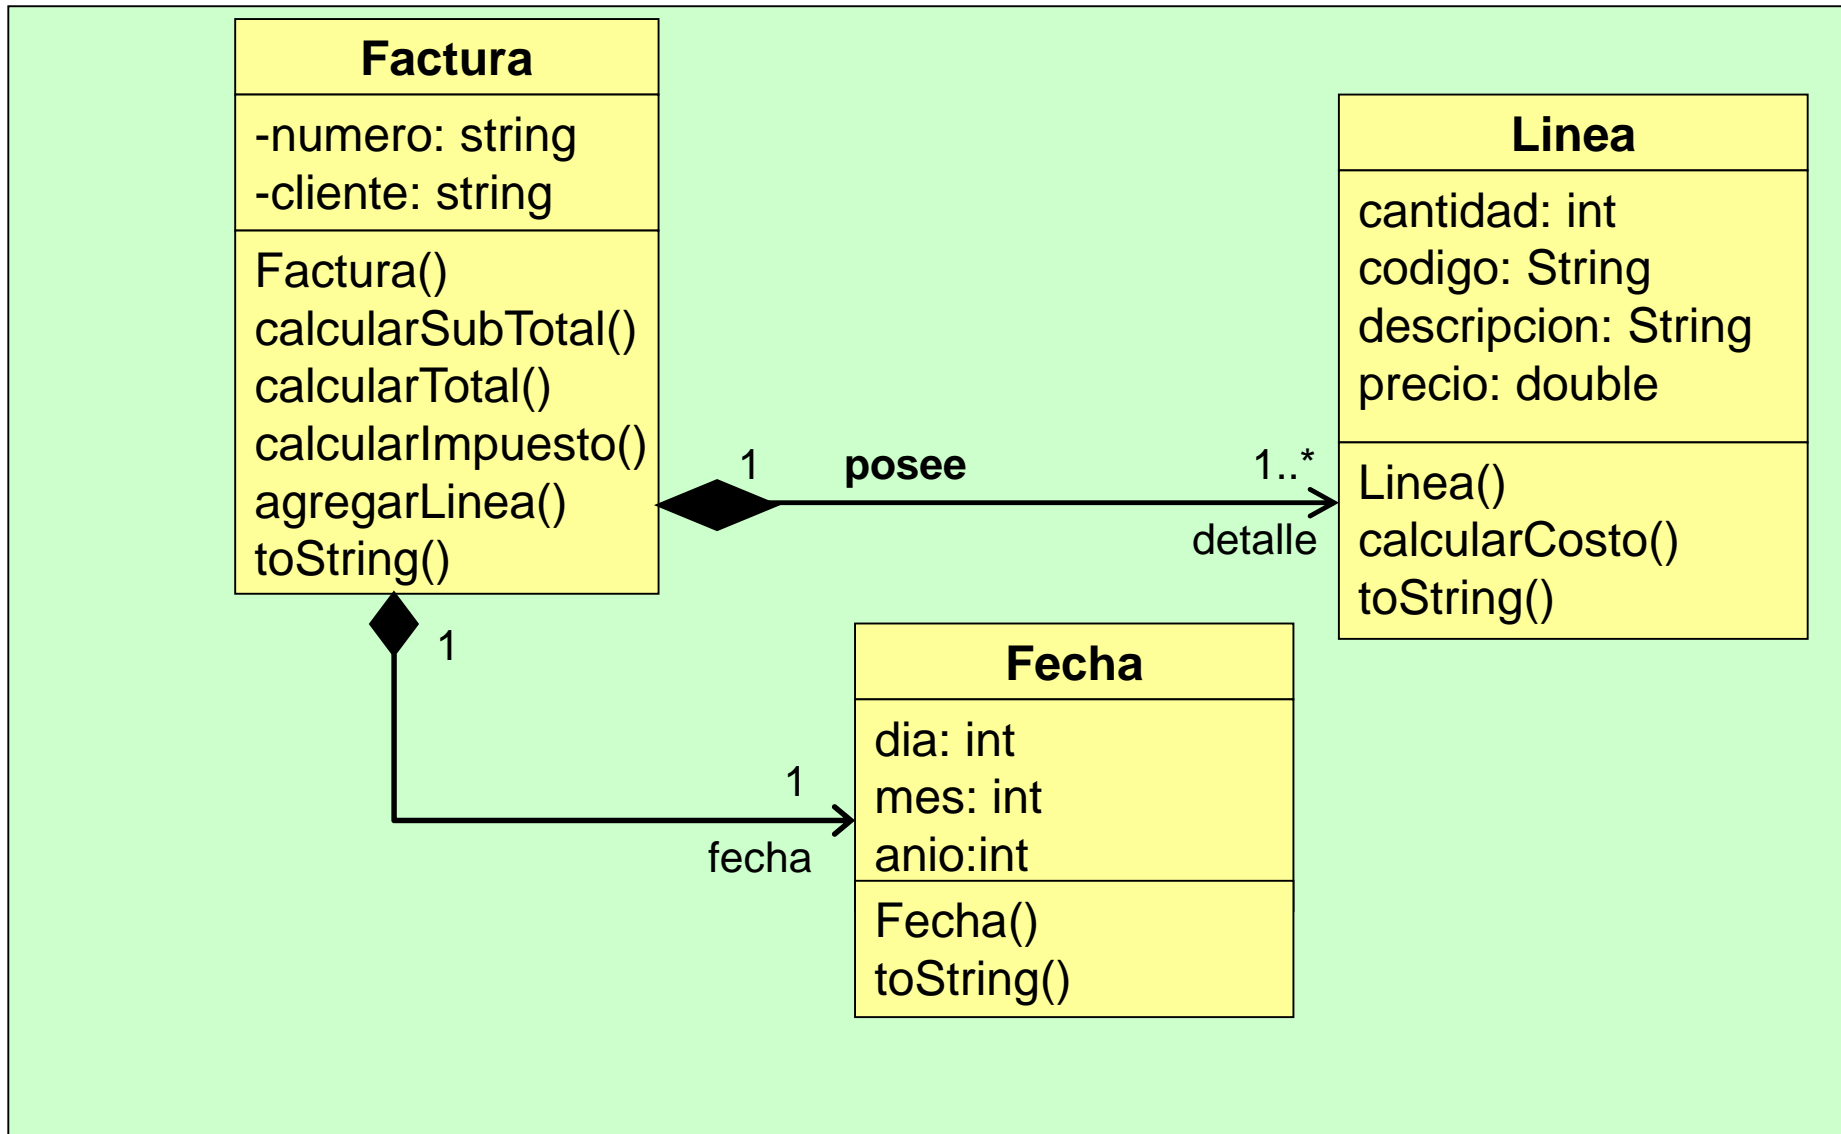 Factura
-numero: string
-cliente: string
Factura()
calcularSubTotal()
calcularTotal()
calcularImpuesto()
agregarLinea()
toString()
1
posee
1..*
detalle
Linea
cantidad: int
codigo: String
descripcion: String
precio: double
Linea()
calcularCosto()
toString()
1
1
fecha
Fecha
dia: int
mes: int
anio:int
Fecha()
toString()